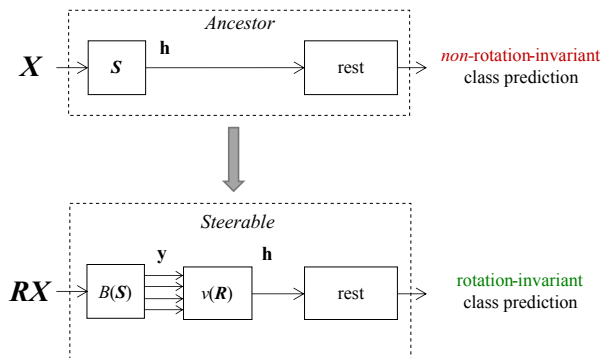 Ancestor
X
S
h
rest
non-rotation-invariant
class prediction
Steerable
RX
B(S)
y
v(R)
h
rest
rotation-invariant
class prediction